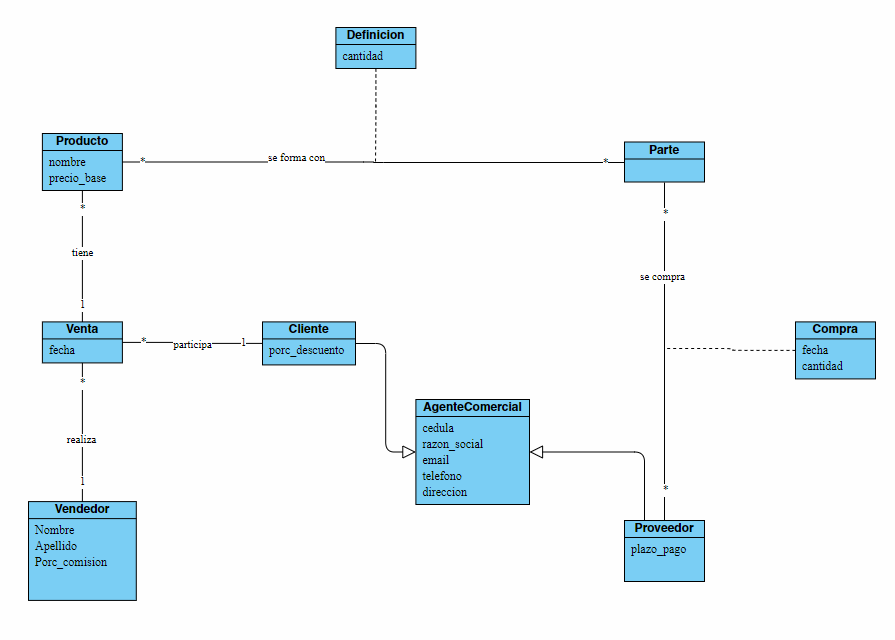 Definicion
cantidad
Producto
nombre
precio_base
*
se forma con
*
Parte
*
tiene
1
*
se compra
Venta
fecha
*
participa
1
Cliente
porc_descuento
Compra
fecha
cantidad
*
realiza
1
AgenteComercial
cedula
razon_social
email
telefono
direccion
*
Vendedor
Nombre
Apellido
Porc_comision
Proveedor
plazo_pago